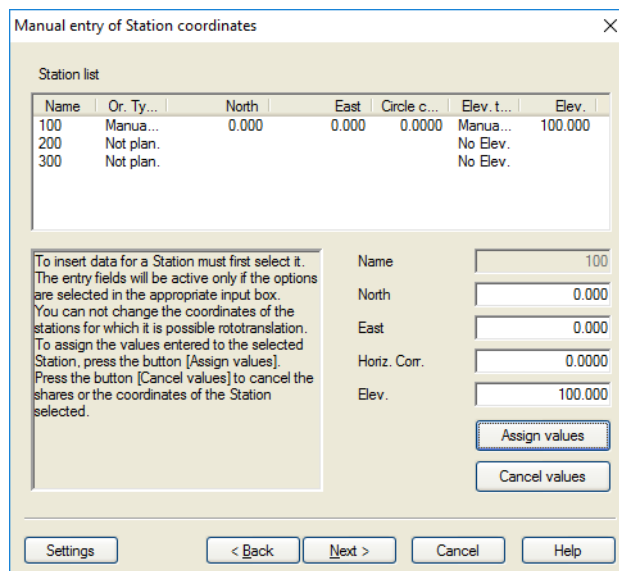 Manual entry of Station coordinates
Station list
Name Or. Ty... North East Circle c... Elev. t... Elev.
100 Manua... 0.000 0.000 0.0000 Manua... 100.000
200 Not plan. No Elev.
300 Not plan. No Elev.
To insert data for a Station must first select it.
The entry fields will be active only if the options
are selected in the appropriate input box.
You can not change the coordinates of the
stations for which it is possible rototranslation.
To assign the values entered to the selected
Station, press the button [Assign values].
Press the button [Cancel values] to cancel the
shares or the coordinates of the Station
selected.
Name 100
North 0.000
East 0.000
Horiz. Corr. 0.0000
Elev. 100.000
Assign values
Cancel values
Settings < Back Next > Cancel Help